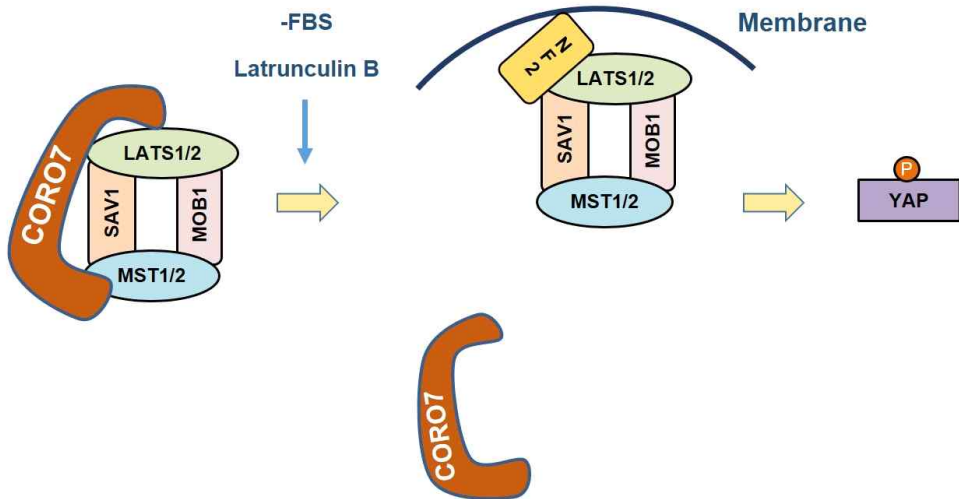 -FBS
Latrunculin B
Membrane
CORO7
LATS1/2
SAV1
MOB1
MST1/2
NF2
LATS1/2
SAV1
MOB1
MST1/2
P
YAP
CORO7